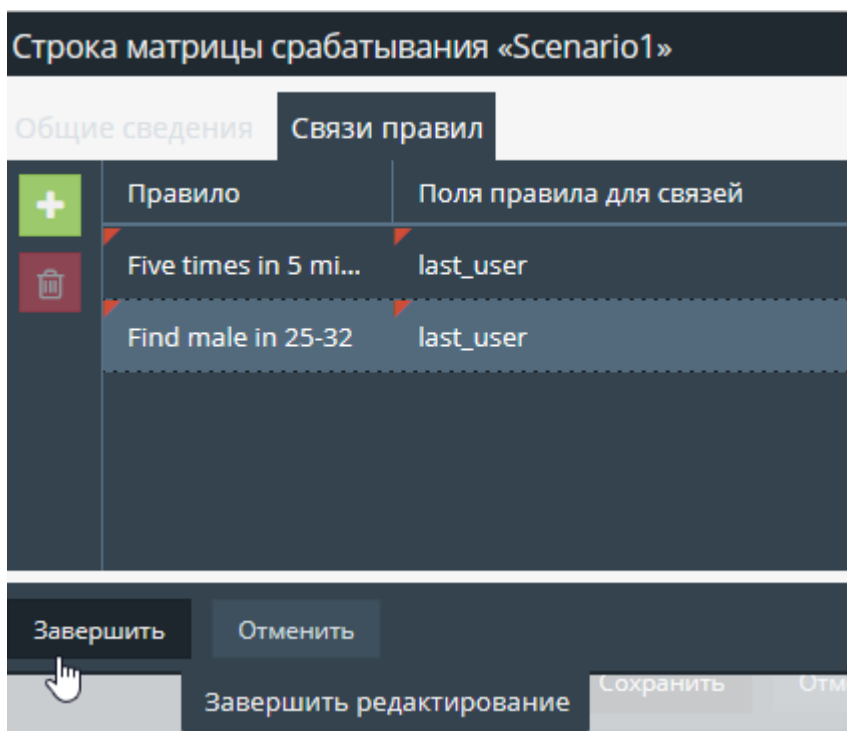 Строка матрицы срабатывания «Scenario1»
Общие сведения Связи правил
Правило Поля правила для связей
Five times in 5 mi... last_user
Find male in 25-32 last_user
Завершить Отменить
Сохранить Отм
Завершить редактирование